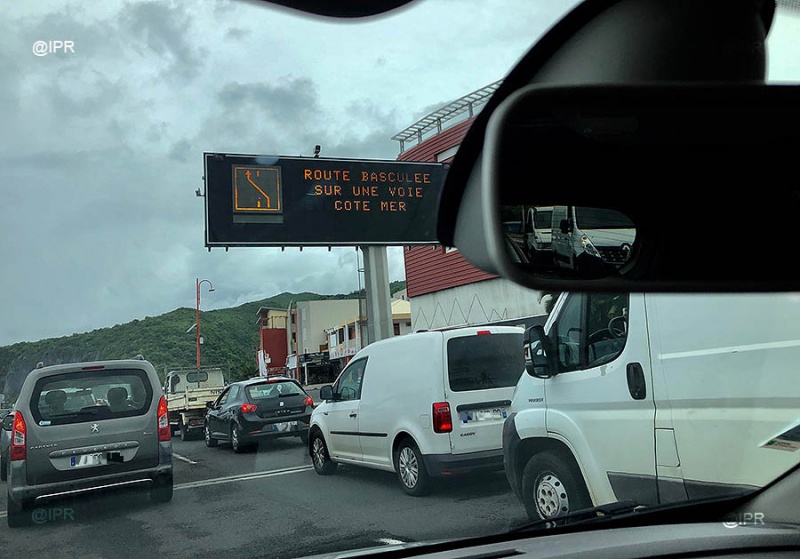 @IPR
ROUTE BASCULEE
SUR UNE VOIE
COTE MER
@IPR
@IPR